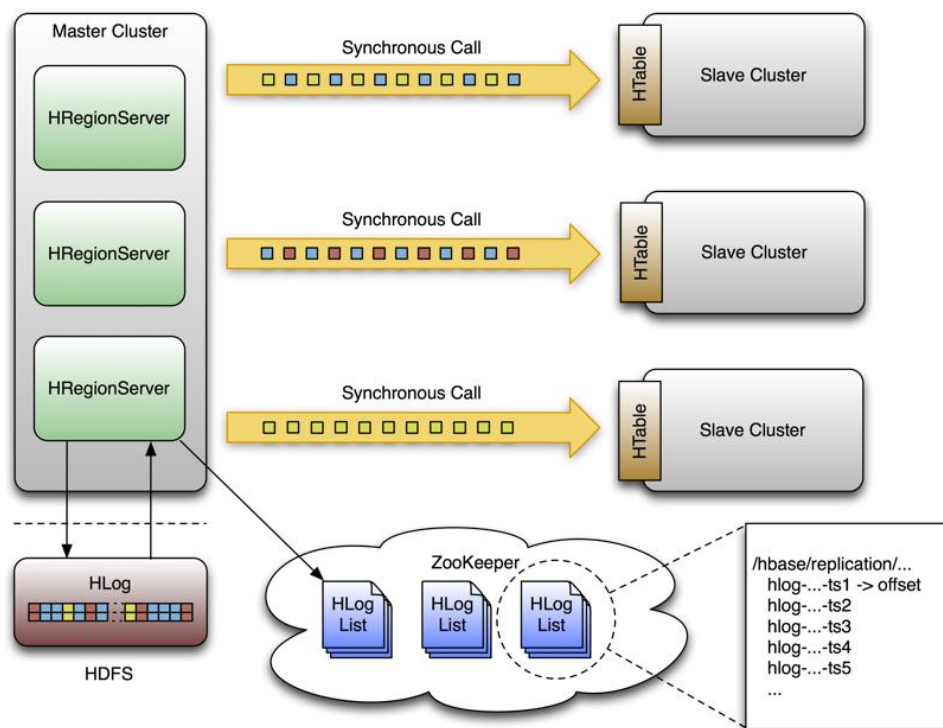 Master Cluster
HRegionServer
HRegionServer
HRegionServer
Synchronous Call
HTable
Slave Cluster
Synchronous Call
HTable
Slave Cluster
Synchronous Call
HTable
Slave Cluster
HLog
HDFS
ZooKeeper
HLog
List
HLog
List
HLog
List
/hbase/replication/...
hlog-...-ts1 -> offset
hlog-...-ts2
hlog-...-ts3
hlog-...-ts4
hlog-...-ts5
...